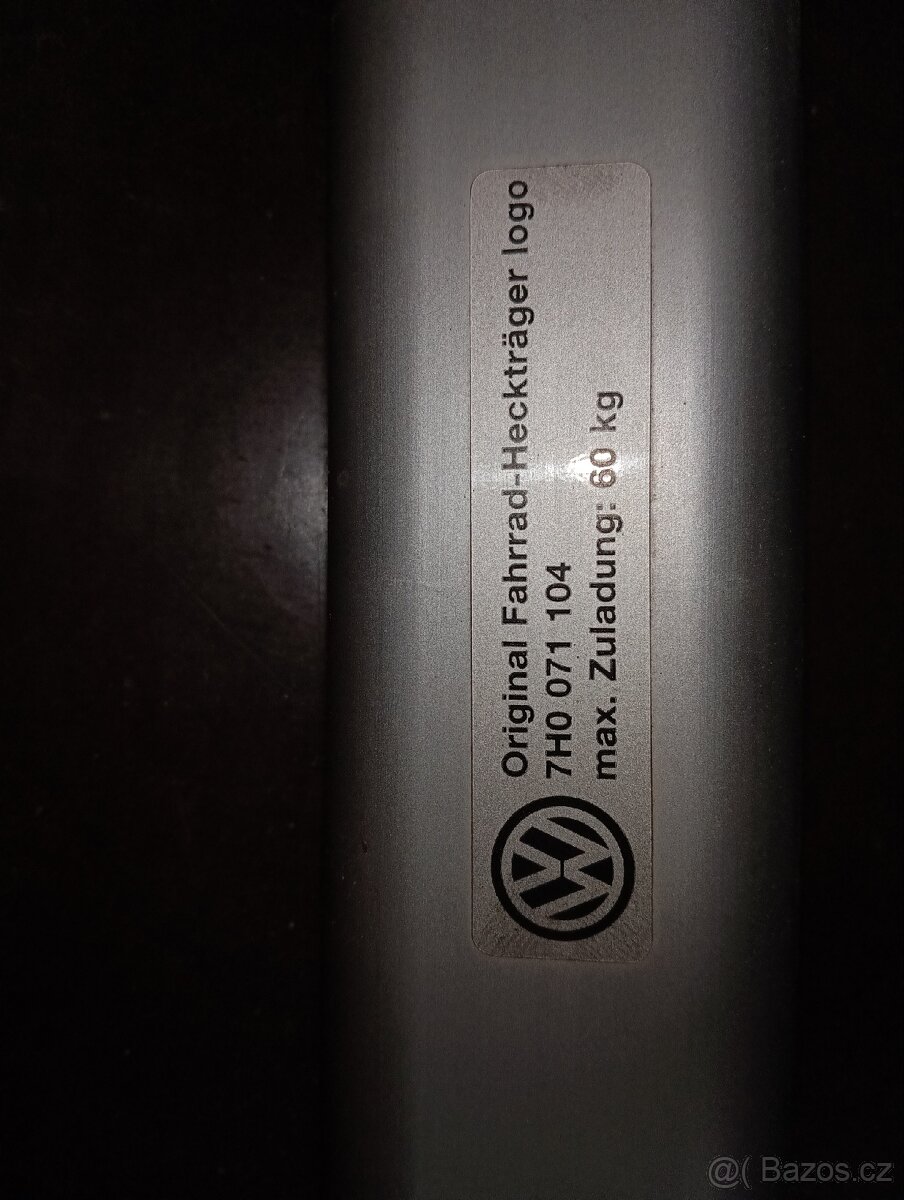 Original Fahrrad-Heckträger logo
7H0 071 104
max. Zuladung: 60 kg
@( Bazos.cz